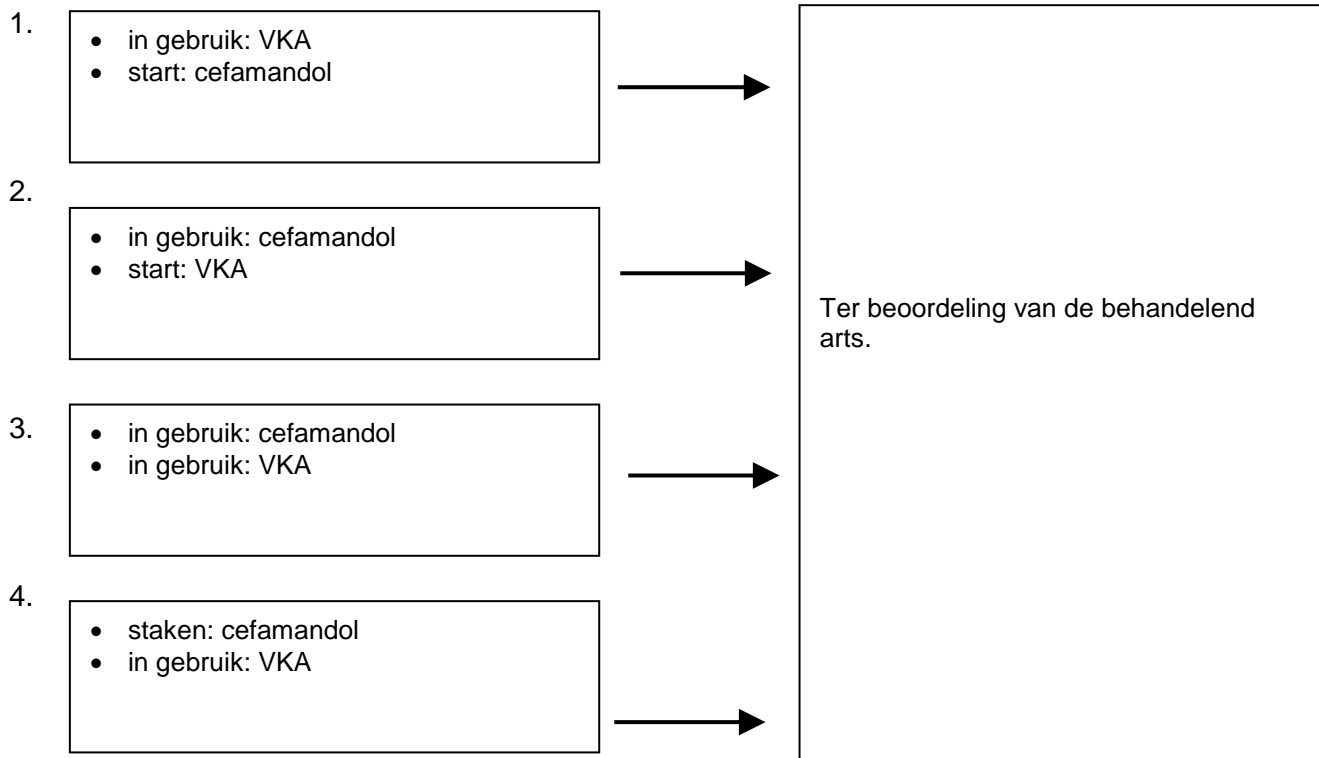 1.
• in gebruik: VKA
• start: cefamandol
2.
• in gebruik: cefamandol
• start: VKA
3.
• in gebruik: cefamandol
• in gebruik: VKA
4.
• staken: cefamandol
• in gebruik: VKA
Ter beoordeling van de behandelend
arts.